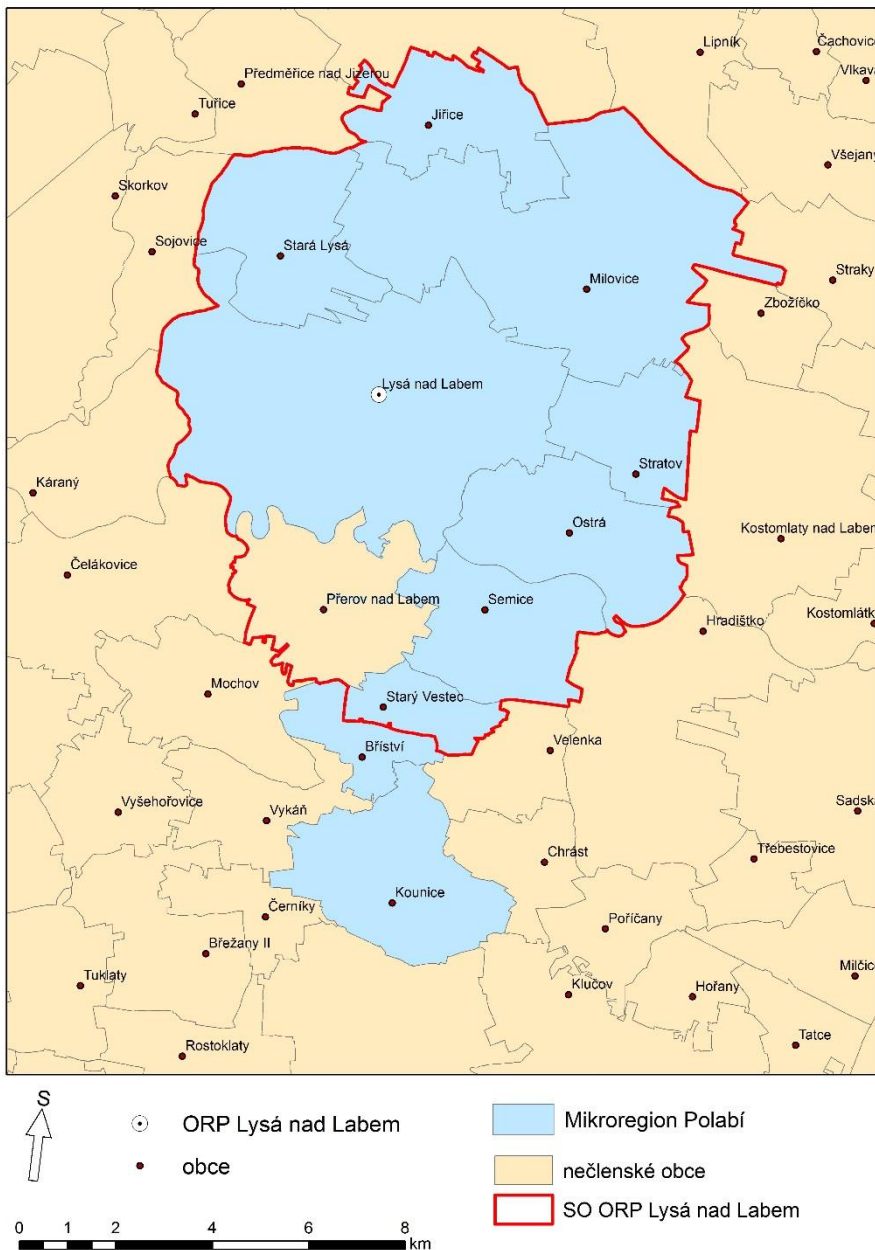 Lipník
Čachovice
Předměřice nad Jizerou
Vlkava
Tuřice
Jiřice
Všejany
Skorkov
Sojovice
Stará Lysá
Straky
Milovice
Zbožíčko
Lysá nad Labem
Stratov
Káraný
Ostrá
Kostomlaty nad Labem
Čelákovice
Přerov nad Labem
Semice
Kostomlátk
Hradištko
Mochov
Starý Vestec
Bříství
Velenka
Vyšehořovice
Vykáň
Sadska
Třebestovice
Chrást
Kounice
Černíky
Poříčany
Břežany II
Milčice
Tuklaty
Klučov
Hořany
Tatce
Rostoklaty
S
ORP Lysá nad Labem
obce
Mikroregion Polabí
nečlenské obce
SO ORP Lysá nad Labem
0 1 2 4 6 8
km